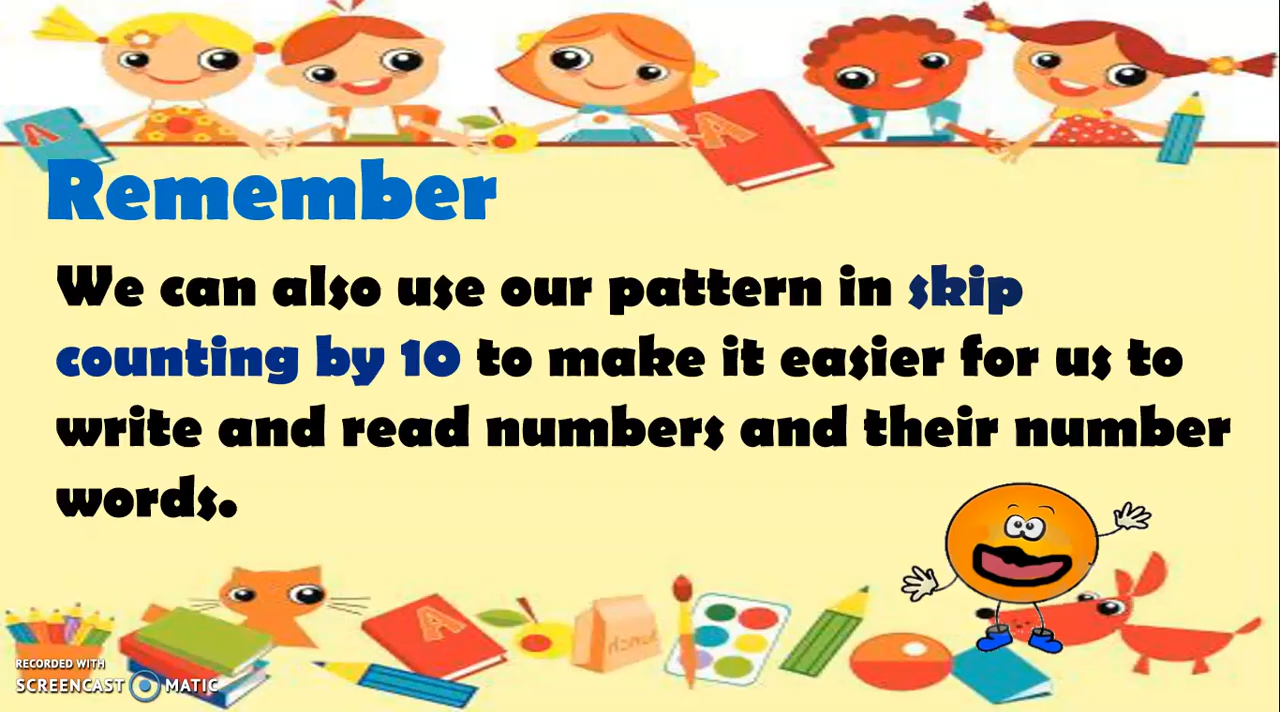 A
A
Remember
We can also use our pattern in skip
counting by 10 to make it easier for us to
write and read numbers and their number
words.
A
donut
RECORDED WITH
SCREENCAST MATIC